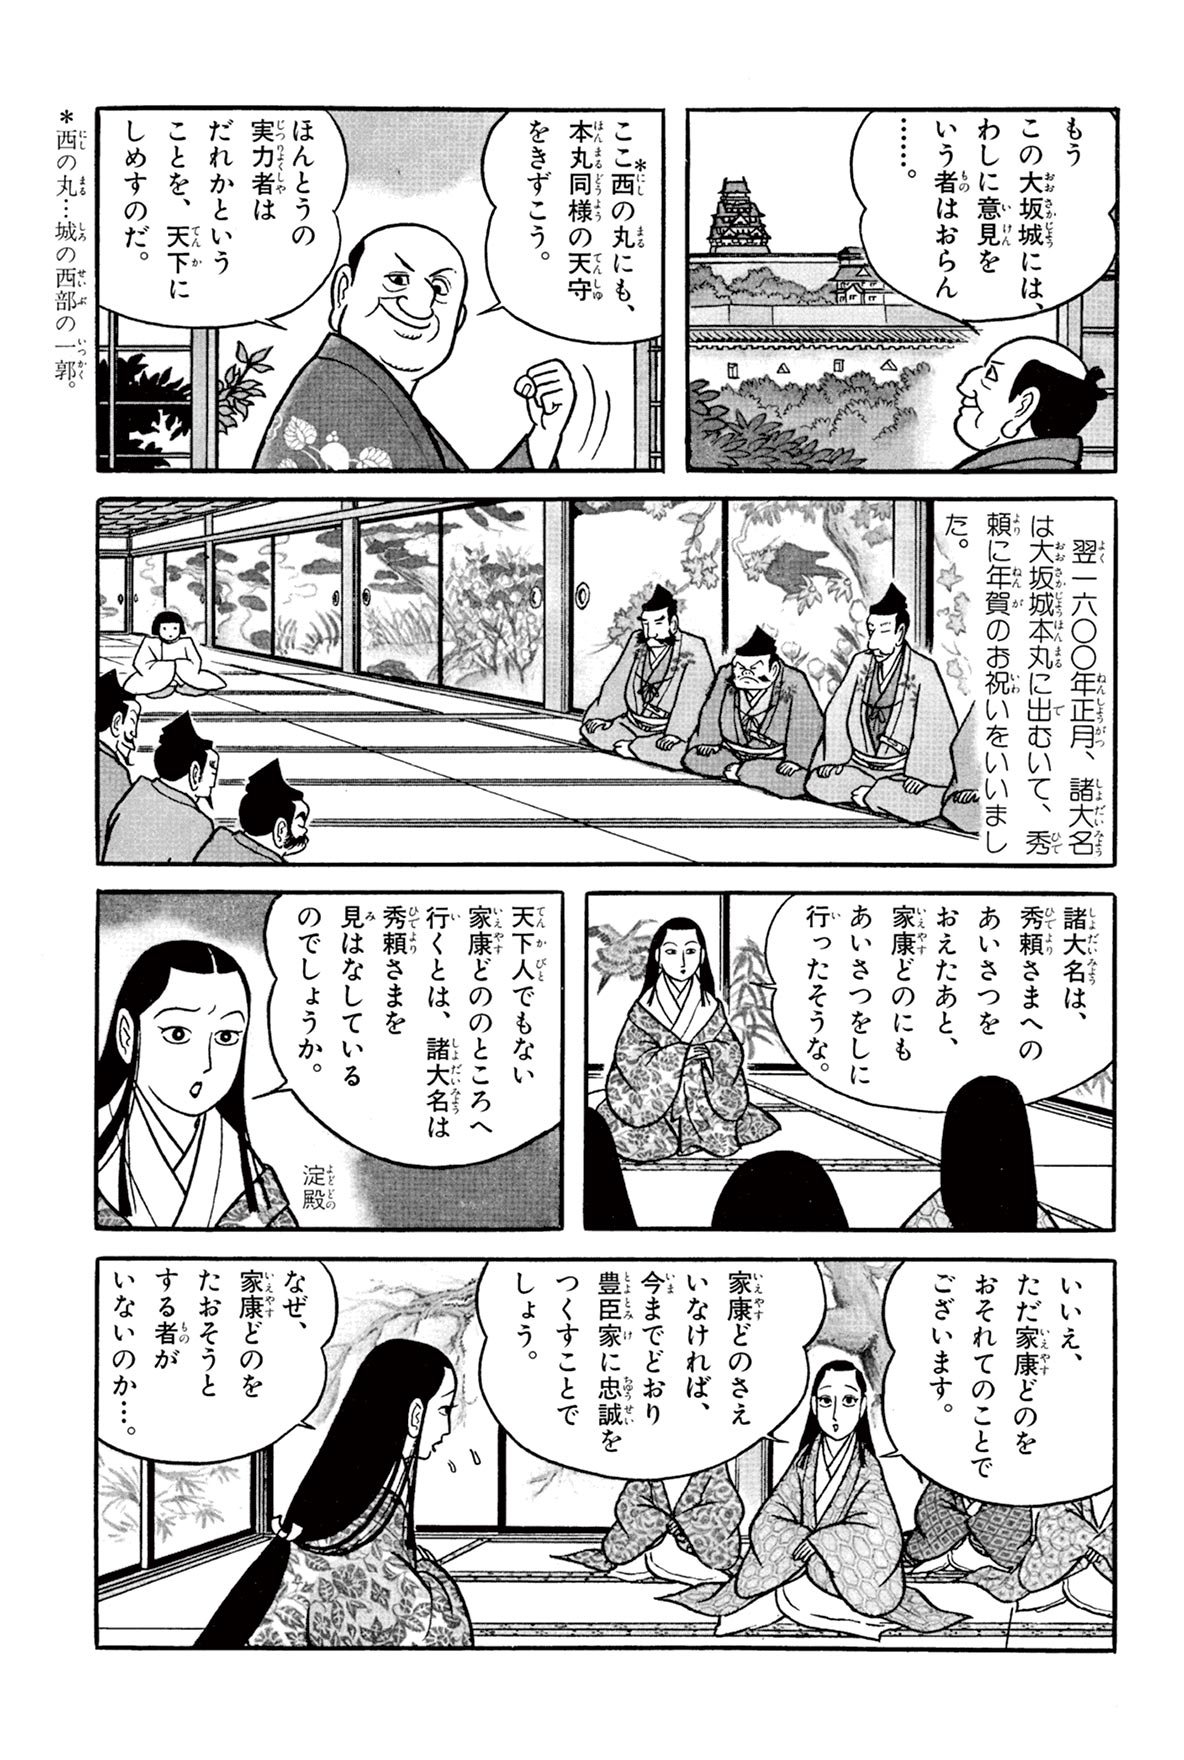 もう
この大坂城には、
わしに意見を
いう者はおらん
……。
ここ*西の丸にも、
本丸同様の天守
をきずこう。
ほんとうの
実力者は
だれかという
ことを、天下に
しめすのだ。
*西の丸…城の西部の一郭。
翌一六〇〇年正月、諸大名
は大坂城本丸に出むいて、秀
頼に年賀のお祝いをいいまし
た。
諸大名は、
秀頼さまへの
あいさつを
おえたあと、
家康どのにも
あいさつをしに
行ったそうな。
天下人でもない
家康どののところへ
行くとは、諸大名は
秀頼さまを
見はなしている
のでしょうか。
淀殿
いいえ、
ただ家康どのを
おそれてのことで
ございます。
家康どのさえ
いなければ、
今までどおり
豊臣家に忠誠を
つくすことで
しょう。
なぜ、
家康どのを
たおそうと
する者が
いないのか…。